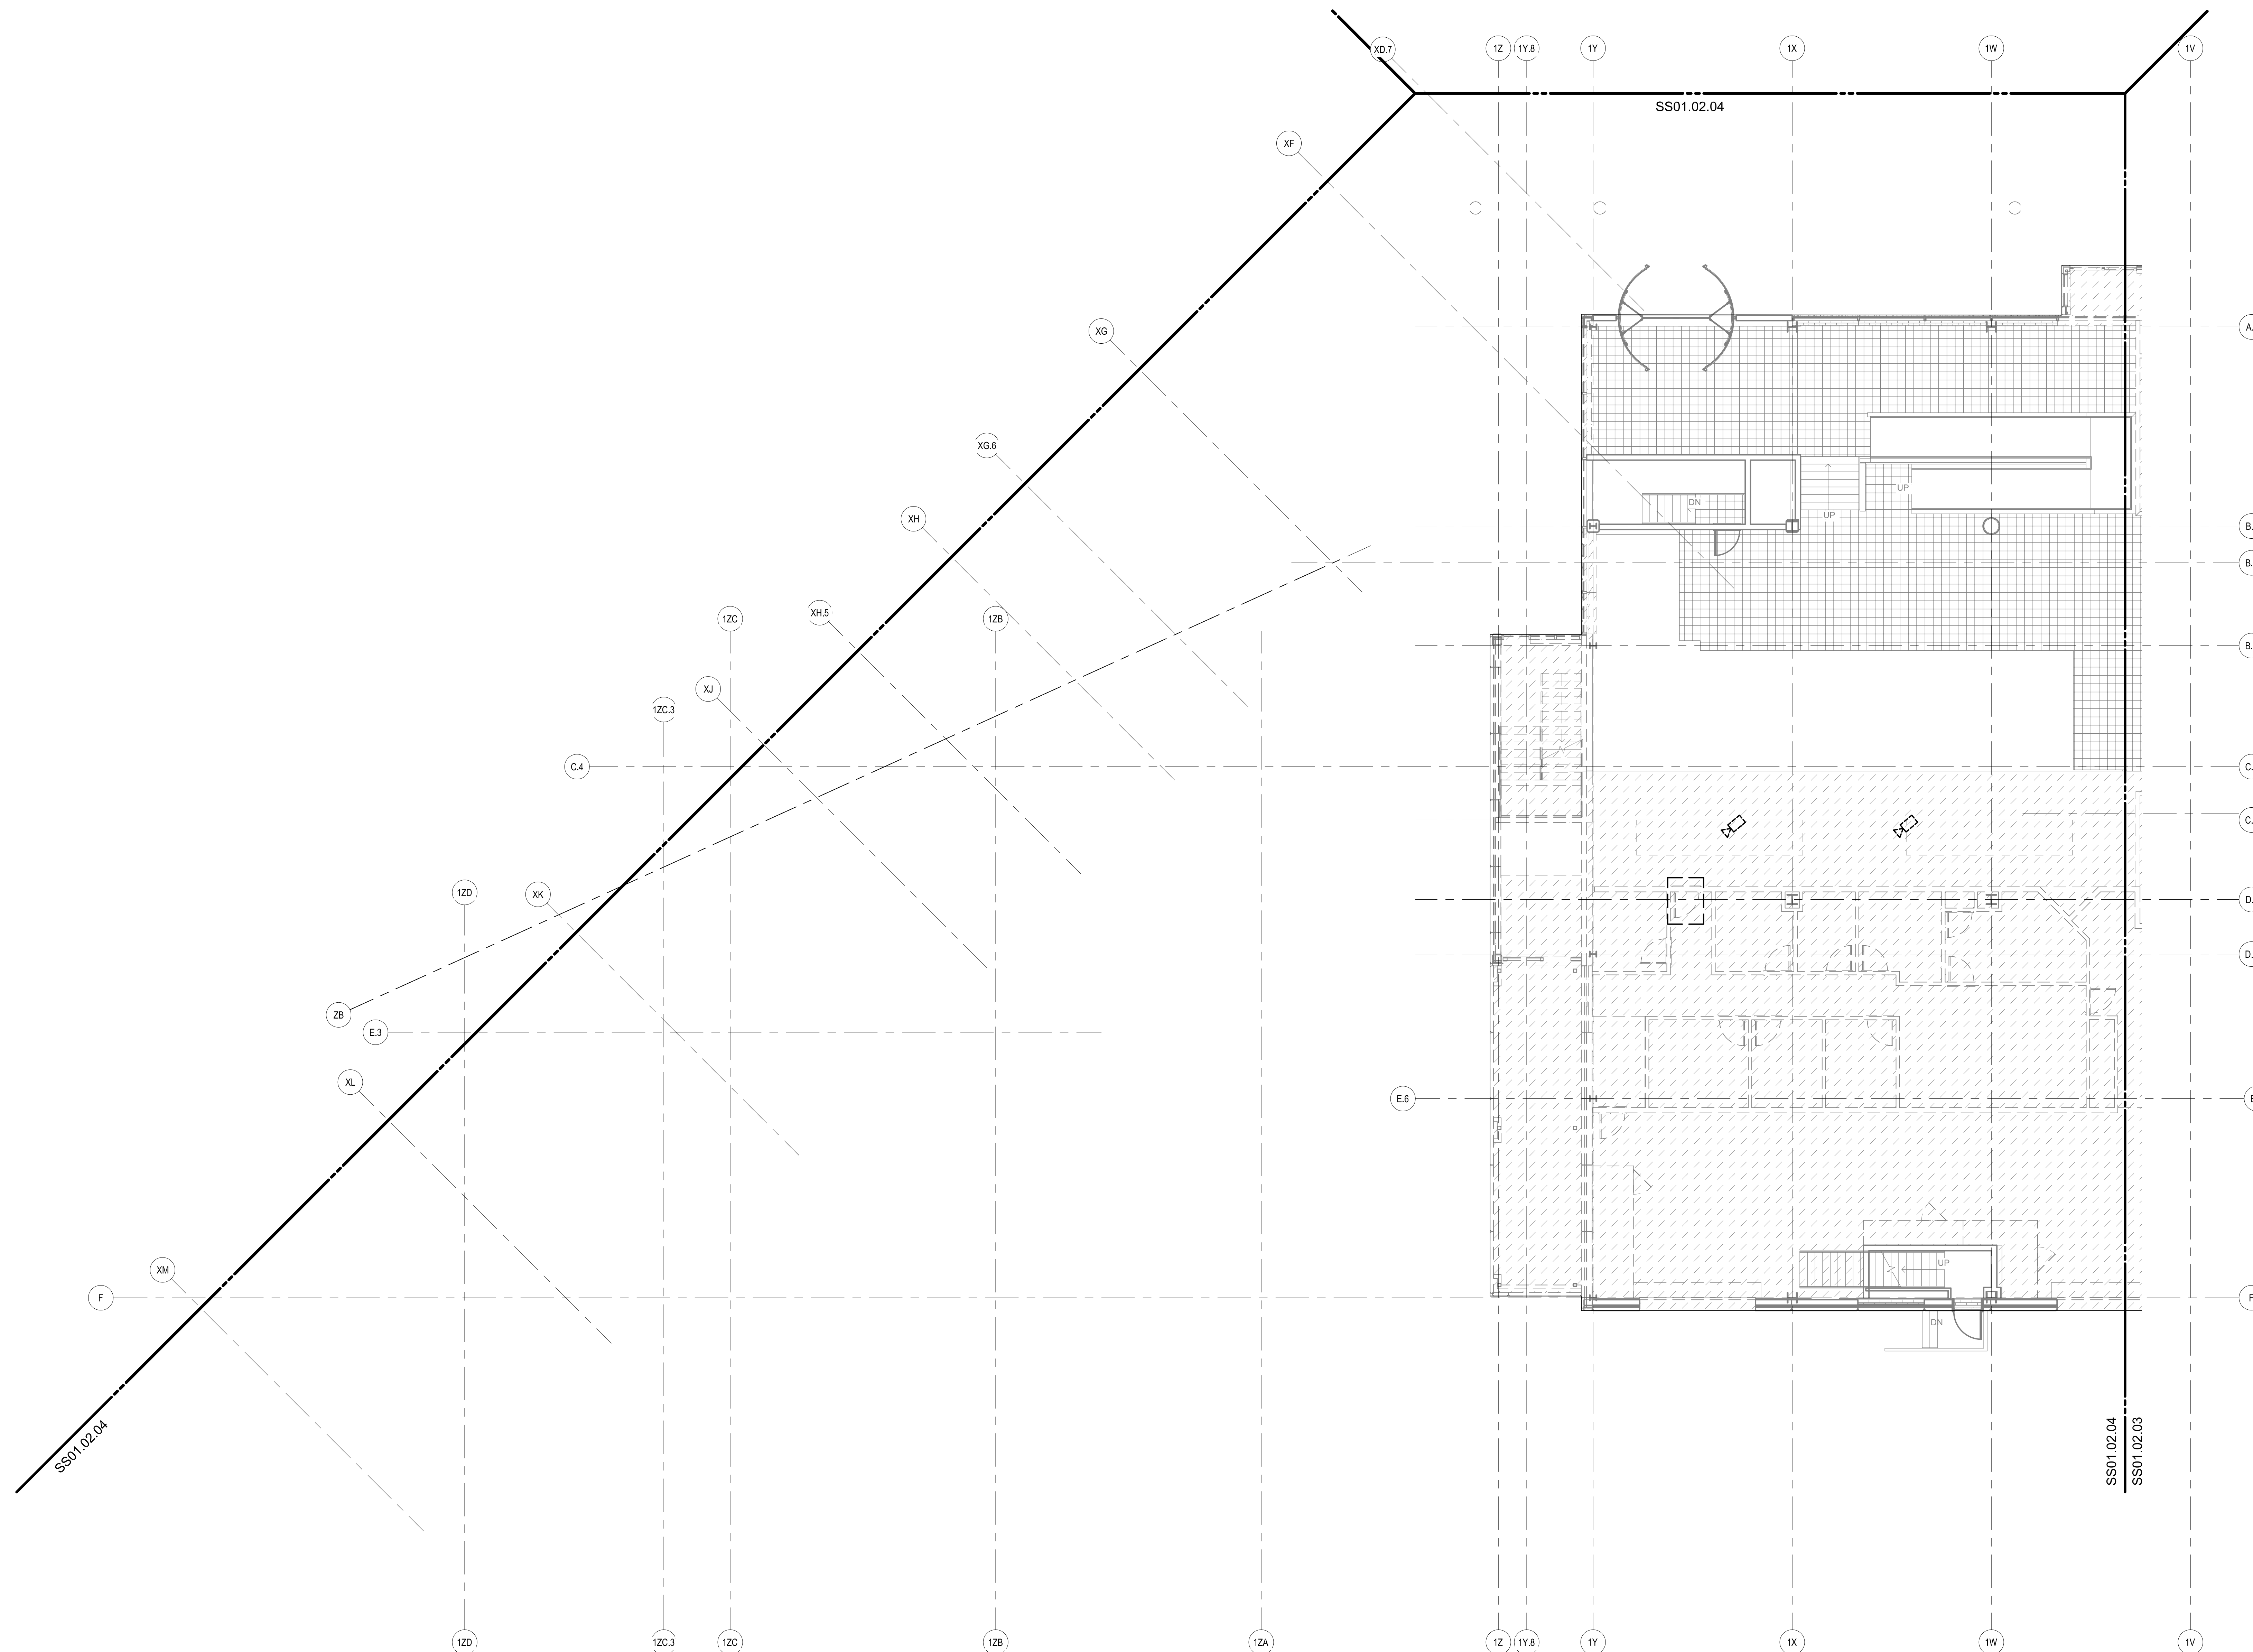 1Z
1Y.8
1Y
1X
1W
1V
XD.7
SS01.02.04
XF
XG
A.
XG.6
DN
UP
UP
XH
B.
B.
XH.5
1ZC
1ZB
B.
XJ
1ZC.3
C.4
C.
C.
1ZD
XK
D.
D.
ZB
E.3
XL
E.6
E
XM
UP
F
F
DN
SS01.02.04
SS01.02.04
SS01.02.03
1ZD
1ZC.3
1ZC
1ZB
1ZA
1Z
1Y.8
1Y
1X
1W
1V